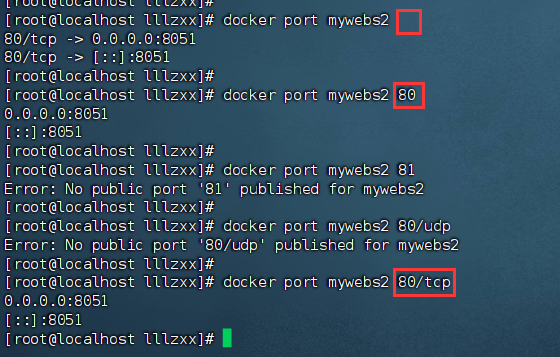 [root@localhost lllzxx]#
[root@localhost lllzxx]# docker port mywebs2
80/tcp -> 0.0.0.0:8051
80/tcp -> [::]:8051
[root@localhost lllzxx]#
[root@localhost lllzxx]# docker port mywebs2 80
0.0.0.0:8051
[::]:8051
[root@localhost lllzxx]#
[root@localhost lllzxx]# docker port mywebs2 81
Error: No public port '81' published for mywebs2
[root@localhost lllzxx]#
[root@localhost lllzxx]# docker port mywebs2 80/udp
Error: No public port '80/udp' published for mywebs2
[root@localhost lllzxx]#
[root@localhost lllzxx]# docker port mywebs2 80/tcp
0.0.0.0:8051
[::]:8051
[root@localhost lllzxx]#